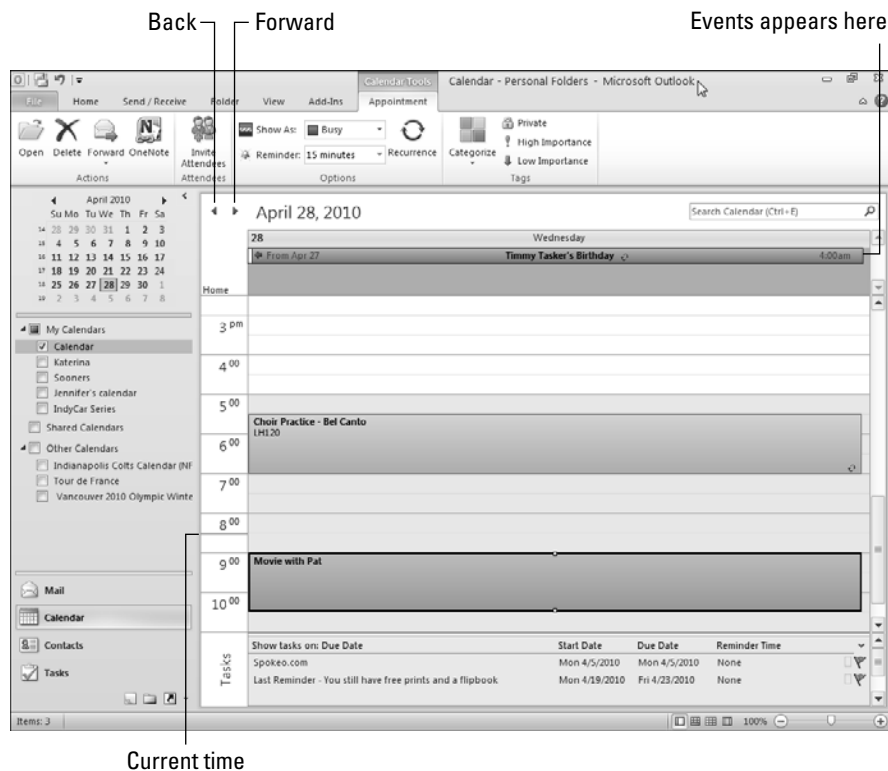 Back
Forward
Events appears here
Calendar Tools
Calendar - Personal Folders - Microsoft Outlook
File
Home
Send / Receive
Folder
View
Add-Ins
Appointment
Open
Delete
Forward
OneNote
Actions
Invite Attendees
Attendees
Show As:
Busy
Reminder:
15 minutes
Recurrence
Options
Categorize
Private
High Importance
Low Importance
Tags
April 2010
Su Mo Tu We Th Fr Sa
14 28 29 30 31 1 2 3
15 4 5 6 7 8 9 10
16 11 12 13 14 15 16 17
17 18 19 20 21 22 23 24
18 25 26 27 28 29 30 1
19 2 3 4 5 6 7 8
My Calendars
Calendar
Katerina
Sooners
Jennifer's calendar
IndyCar Series
Shared Calendars
Other Calendars
Indianapolis Colts Calendar (NF
Tour de France
Vancouver 2010 Olympic Winte
Mail
Calendar
Contacts
Tasks
April 28, 2010
Search Calendar (Ctrl+E)
28
Wednesday
From Apr 27
Timmy Tasker's Birthday
4:00am
Home
3 pm
4 00
5 00
Choir Practice - Bel Canto
LH120
6 00
7 00
8 00
9 00
Movie with Pat
10 00
Tasks
Show tasks on: Due Date
Start Date
Due Date
Reminder Time
Spokeo.com
Mon 4/5/2010
Mon 4/5/2010
None
Last Reminder - You still have free prints and a flipbook
Mon 4/19/2010
Fri 4/23/2010
None
Items: 3
100%
Current time